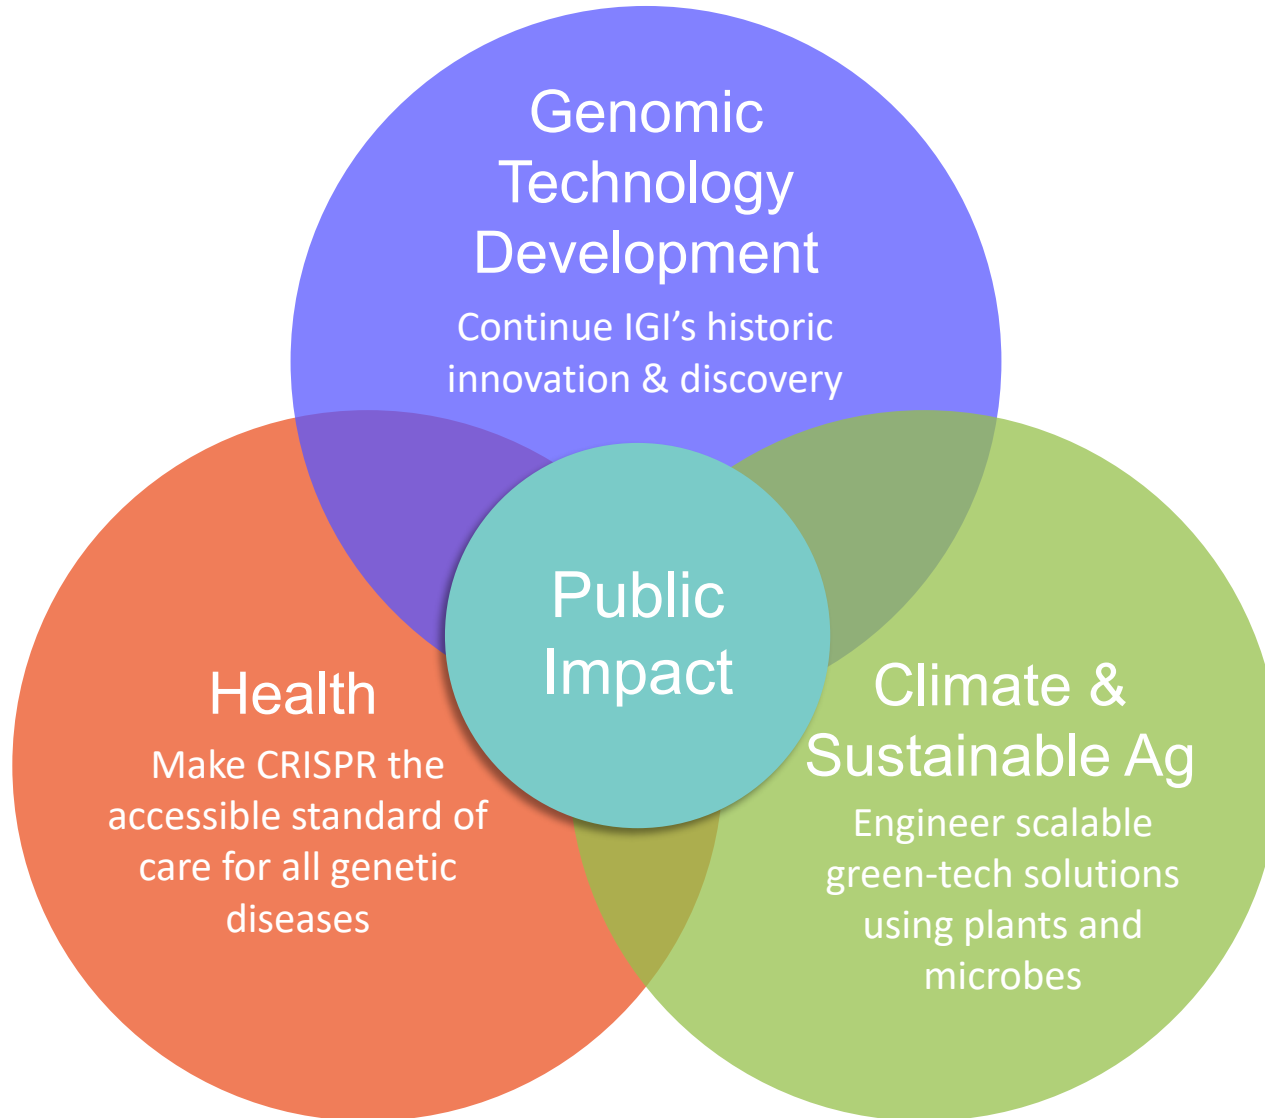 Genomic
Technology
Development
Continue IGI’s historic
innovation & discovery
Public
Impact
Health
Make CRISPR the
accessible standard of
care for all genetic
diseases
Climate &
Sustainable Ag
Engineer scalable
green-tech solutions
using plants and
microbes